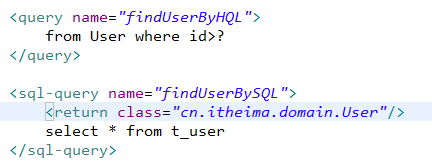 <query name="findUserByHQL">
    from User where id>?
</query>
<sql-query name="findUserBySQL">
    <return class="cn.itheima.domain.User"/>
    select * from t_user
</sql-query>